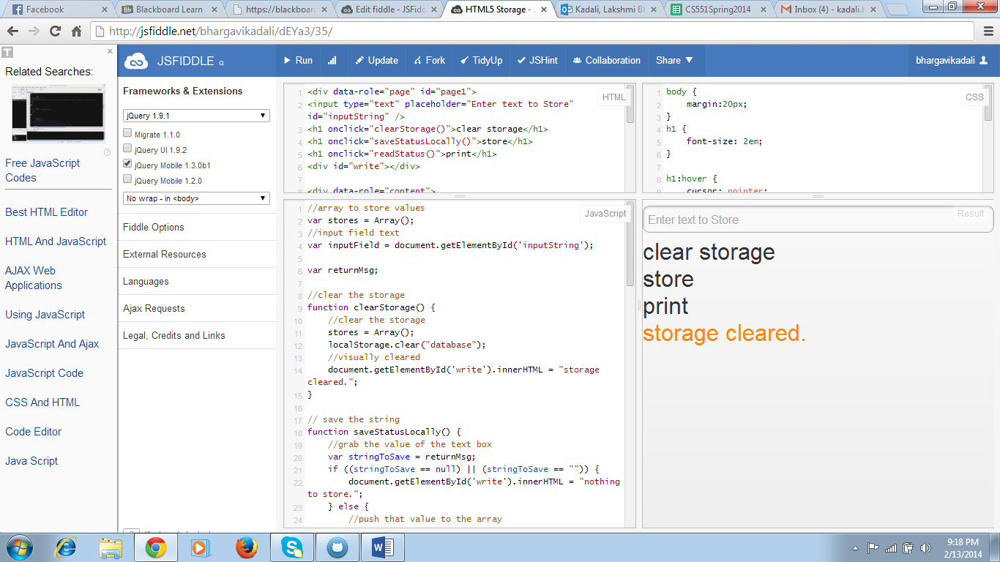 Facebook
Blackboard Learn
https://blackboar
Edit fiddle - JSFidd
HTML5 Storage - .
Kadali, Lakshmi Bh
CS551Spring2014
Inbox (4) - kadali.b
http://jsfiddle.net/bhargavikadali/dEYa3/35/
T
Related Searches:
Free JavaScript
Codes
Best HTML Editor
HTML And JavaScript
AJAX Web
Applications
Using JavaScript
JavaScript And Ajax
JavaScript Code
CSS And HTML
Code Editor
Java Script
JSFIDDLE α
Run
Update
Fork
TidyUp
JSHint
Collaboration
Share
bhargavikadali
Frameworks & Extensions
jQuery 1.9.1
Migrate 1.1.0
jQuery UI 1.9.2
jQuery Mobile 1.3.0b1
jQuery Mobile 1.2.0
No wrap - in <body>
Fiddle Options
External Resources
Languages
Ajax Requests
Legal, Credits and Links
HTML
1 <div data-role="page" id="page1">
2 <input type="text" placeholder="Enter text to Store"
id="inputString" />
3 <h1 onclick="clearStorage()">clear storage</h1>
4 <h1 onclick="saveStatusLocally()">store</h1>
5 <h1 onclick="readStatus()">print</h1>
6 <div id="write"></div>
7
8 <div data-role="content">
CSS
1 body {
2 margin:20px;
3 }
4 h1 {
5 font-size: 2em;
6 }
7
8 h1:hover {
9 cursor: pointer;
JavaScript
1 //array to store values
2 var stores = Array();
3 //input field text
4 var inputField = document.getElementById('inputString');
5
6 var returnMsg;
7
8 //clear the storage
9 function clearStorage() {
10 //clear the storage
11 stores = Array();
12 localStorage.clear("database");
13 //visually cleared
14 document.getElementById('write').innerHTML = "storage
cleared.";
15 }
16
17 // save the string
18 function saveStatusLocally() {
19 //grab the value of the text box
20 var stringToSave = returnMsg;
21 if ((stringToSave == null) || (stringToSave == "")) {
22 document.getElementById('write').innerHTML = "nothing
to store.";
23 } else {
24 //push that value to the array
Result
Enter text to Store
clear storage
store
print
storage cleared.
9:18 PM
2/13/2014